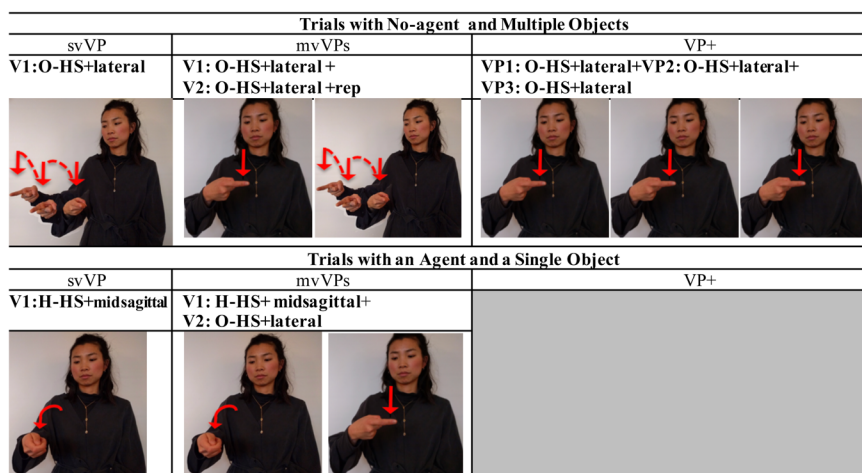 Trials with No-agent and Multiple Objects
svVP mvVPs VP+
V1:O-HS+lateral
V1: O-HS+lateral +
V2: O-HS+lateral +rep
VP1: O-HS+lateral+VP2: O-HS+lateral+
VP3: O-HS+lateral
Trials with an Agent and a Single Object
svVP mvVPs VP+
V1:H-HS+midsagittal
V1: H-HS+ midsagittal+
V2: O-HS+lateral